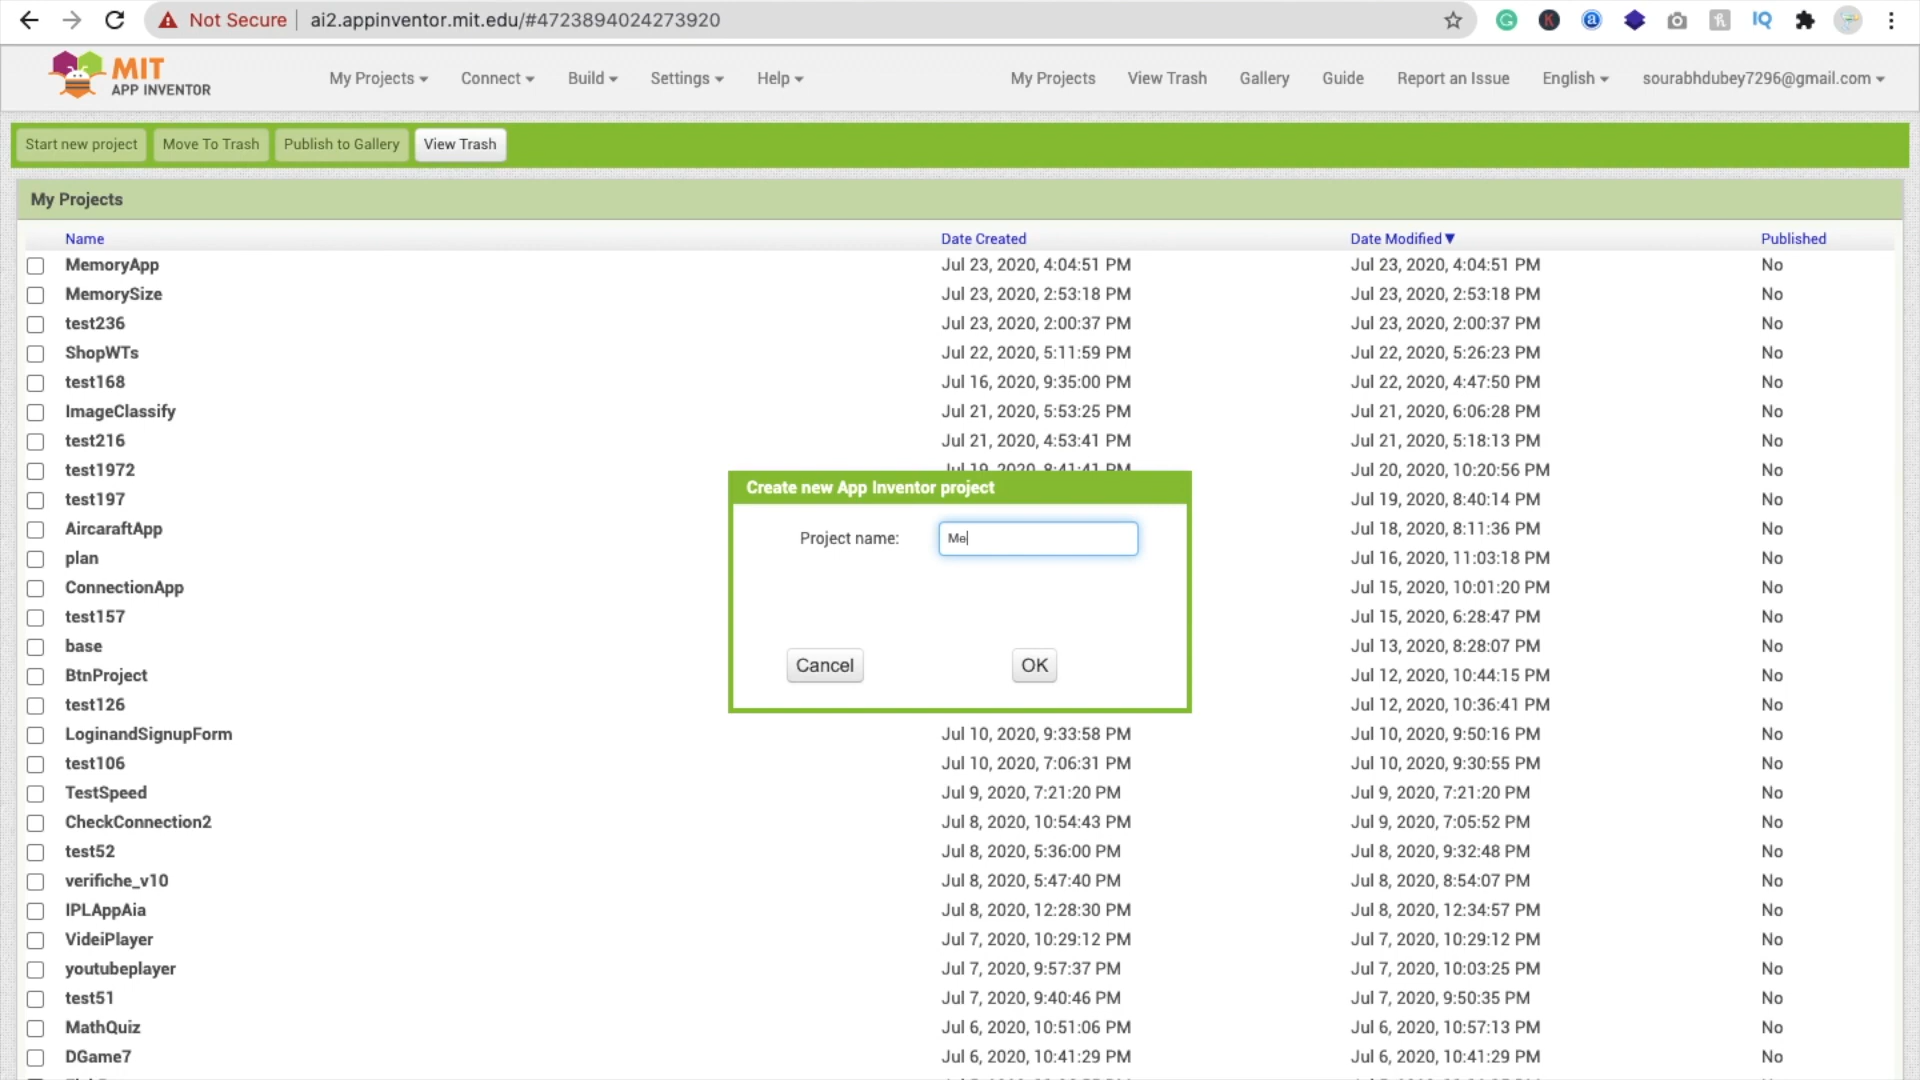 Not Secure ai2.appinventor.mit.edu/#4723894024273920
MIT
APP INVENTOR
My Projects Connect Build Settings Help My Projects View Trash Gallery Guide Report an Issue English sourabhdubey7296@gmail.com
Start new project Move To Trash Publish to Gallery View Trash
My Projects
Name Date Created Date Modified Published
MemoryApp Jul 23, 2020, 4:04:51 PM Jul 23, 2020, 4:04:51 PM No
MemorySize Jul 23, 2020, 2:53:18 PM Jul 23, 2020, 2:53:18 PM No
test236 Jul 23, 2020, 2:00:37 PM Jul 23, 2020, 2:00:37 PM No
ShopWTs Jul 22, 2020, 5:11:59 PM Jul 22, 2020, 5:26:23 PM No
test168 Jul 16, 2020, 9:35:00 PM Jul 22, 2020, 4:47:50 PM No
ImageClassify Jul 21, 2020, 5:53:25 PM Jul 21, 2020, 6:06:28 PM No
test216 Jul 21, 2020, 4:53:41 PM Jul 21, 2020, 5:18:13 PM No
test1972 Jul 19, 2020, 8:41:41 PM Jul 20, 2020, 10:20:56 PM No
test197 Jul 19, 2020, 8:40:14 PM No
AircaraftApp Jul 18, 2020, 8:11:36 PM No
plan Jul 16, 2020, 11:03:18 PM No
ConnectionApp Jul 15, 2020, 10:01:20 PM No
test157 Jul 15, 2020, 6:28:47 PM No
base Jul 13, 2020, 8:28:07 PM No
BtnProject Jul 12, 2020, 10:44:15 PM No
test126 Jul 12, 2020, 10:36:41 PM No
Create new App Inventor project
Project name: Me
Cancel OK
LoginandSignupForm Jul 10, 2020, 9:33:58 PM Jul 10, 2020, 9:50:16 PM No
test106 Jul 10, 2020, 7:06:31 PM Jul 10, 2020, 9:30:55 PM No
TestSpeed Jul 9, 2020, 7:21:20 PM Jul 9, 2020, 7:21:20 PM No
CheckConnection2 Jul 8, 2020, 10:54:43 PM Jul 9, 2020, 7:05:52 PM No
test52 Jul 8, 2020, 5:36:00 PM Jul 8, 2020, 9:32:48 PM No
verifiche_v10 Jul 8, 2020, 5:47:40 PM Jul 8, 2020, 8:54:07 PM No
IPLAppAia Jul 8, 2020, 12:28:30 PM Jul 8, 2020, 12:34:57 PM No
VideiPlayer Jul 7, 2020, 10:29:12 PM Jul 7, 2020, 10:29:12 PM No
youtubeplayer Jul 7, 2020, 9:57:37 PM Jul 7, 2020, 10:03:25 PM No
test51 Jul 7, 2020, 9:40:46 PM Jul 7, 2020, 9:50:35 PM No
MathQuiz Jul 6, 2020, 10:51:06 PM Jul 6, 2020, 10:57:13 PM No
DGame7 Jul 6, 2020, 10:41:29 PM Jul 6, 2020, 10:41:29 PM No